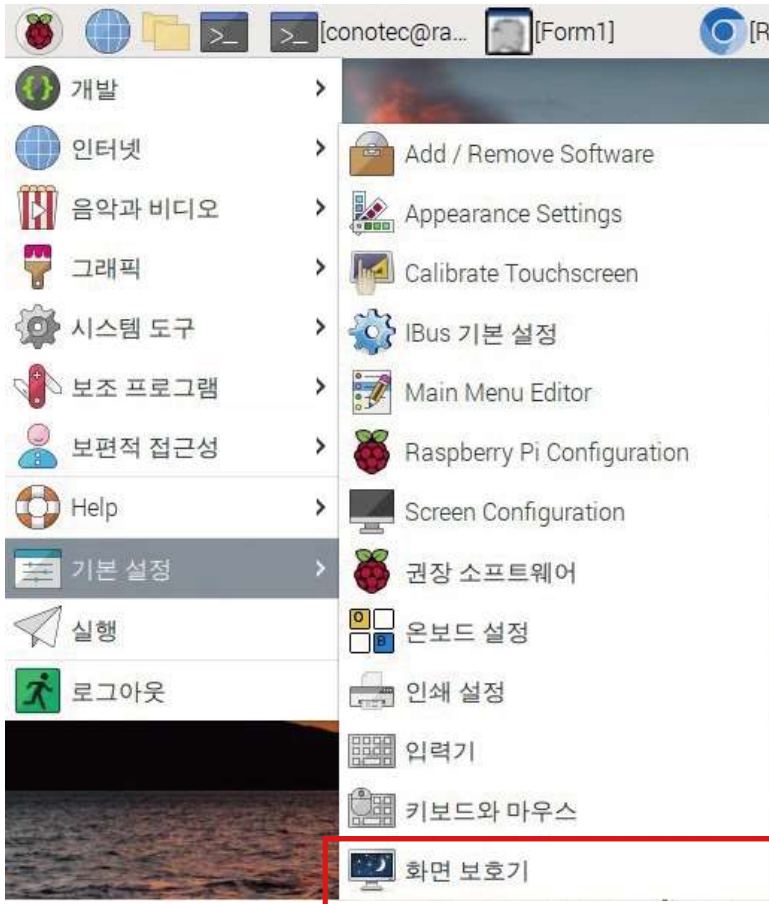 [conotec@ra... [Form1] [R
개발
인터넷
음악과 비디오
그래픽
시스템 도구
보조 프로그램
보편적 접근성
Help
기본 설정
실행
로그아웃
Add / Remove Software
Appearance Settings
Calibrate Touchscreen
IBus 기본 설정
Main Menu Editor
Raspberry Pi Configuration
Screen Configuration
권장 소프트웨어
온보드 설정
인쇄 설정
입력기
키보드와 마우스
화면 보호기